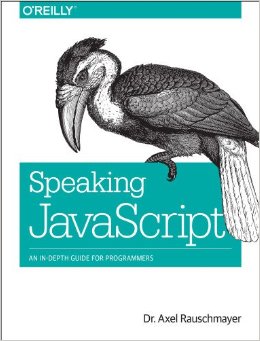 O'REILLY®
Speaking
JavaScript
AN IN-DEPTH GUIDE FOR PROGRAMMERS
Dr. Axel Rauschmayer